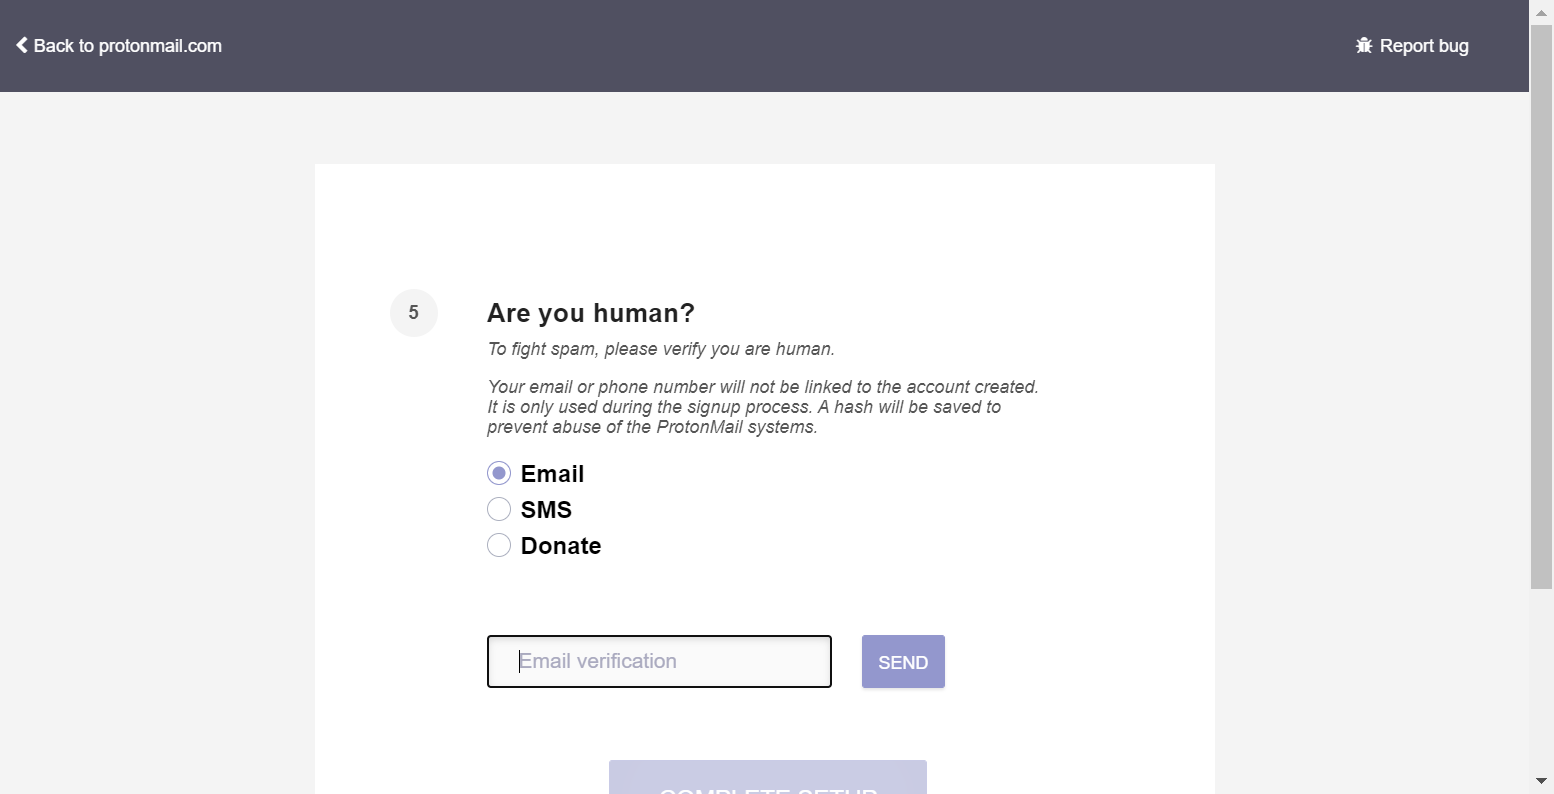 Back to protonmail.com
Report bug
5
Are you human?
To fight spam, please verify you are human.
Your email or phone number will not be linked to the account created.
It is only used during the signup process. A hash will be saved to
prevent abuse of the ProtonMail systems.
Email
SMS
Donate
Email verification
SEND
COMPLETE SETUP